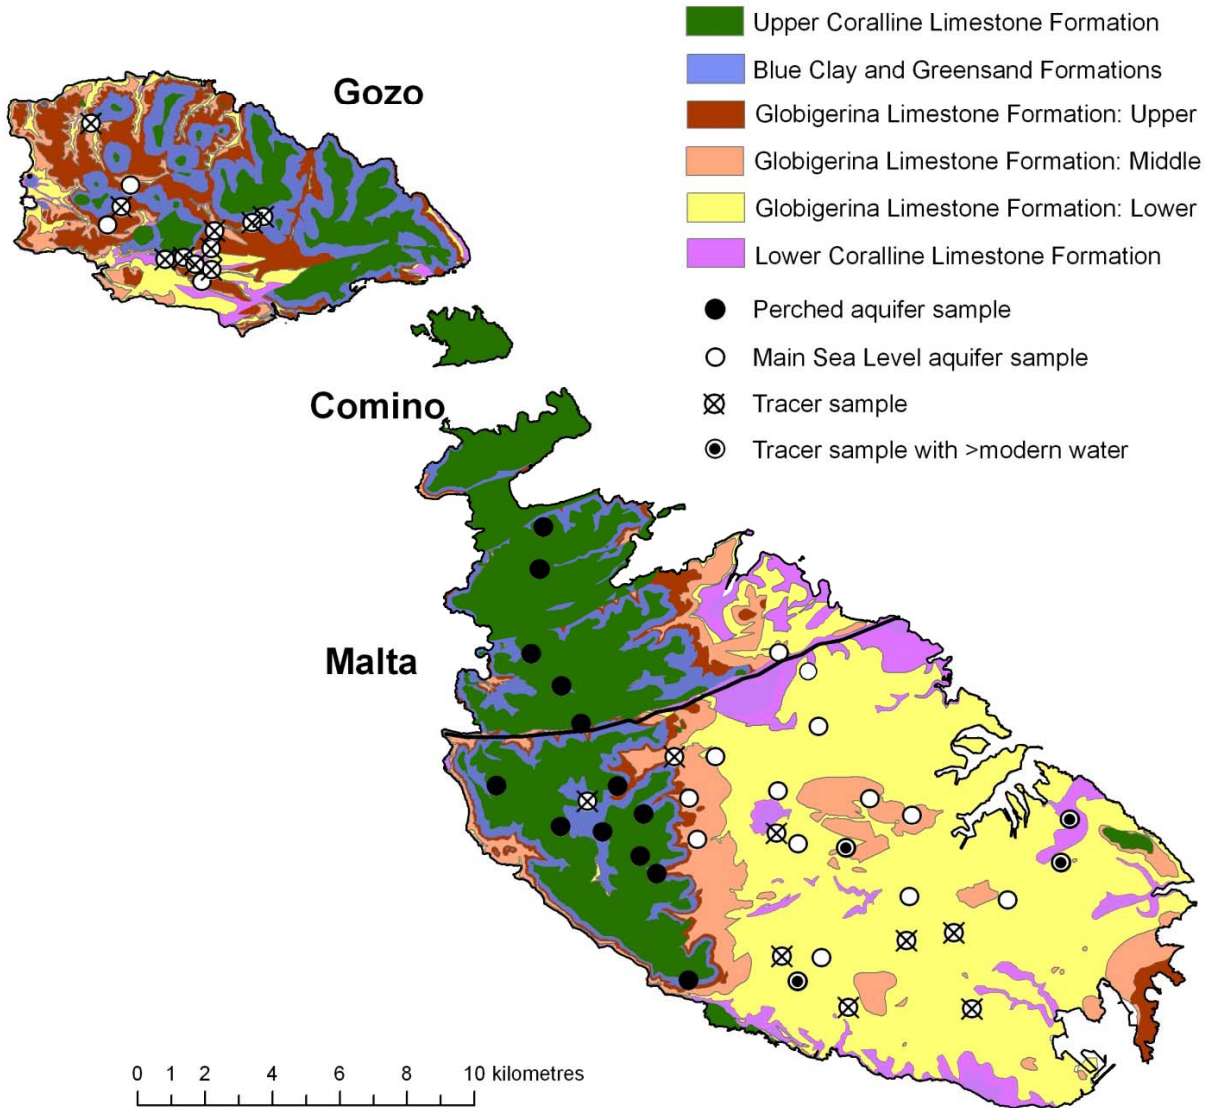 Upper Coralline Limestone Formation
Blue Clay and Greensand Formations
Globigerina Limestone Formation: Upper
Globigerina Limestone Formation: Middle
Globigerina Limestone Formation: Lower
Lower Coralline Limestone Formation
Perched aquifer sample
Main Sea Level aquifer sample
Tracer sample
Tracer sample with >modern water
Gozo
Comino
Malta
0 1 2 4 6 8 10 kilometres